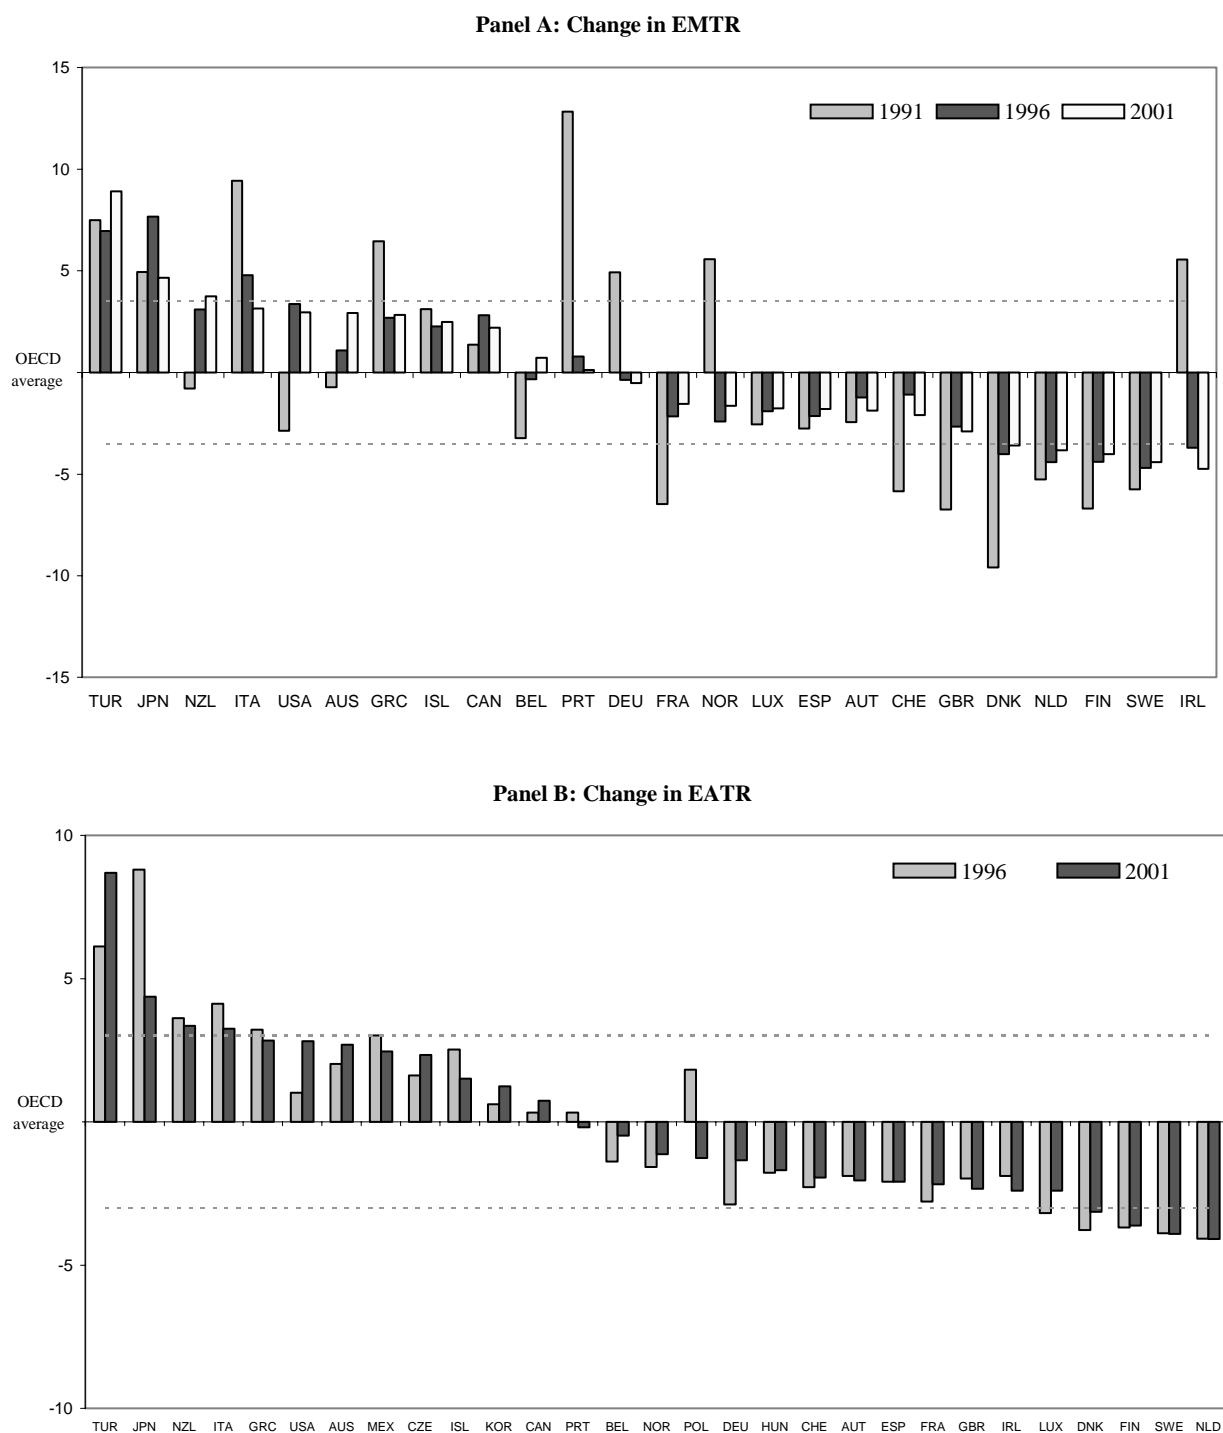 Panel A: Change in EMTR
15
1991 1996 2001
10
5
OECD
average
-5
-10
-15
TUR JPN NZL ITA USA AUS GRC ISL CAN BEL PRT DEU FRA NOR LUX ESP AUT CHE GBR DNK NLD FIN SWE IRL
Panel B: Change in EATR
10
1996 2001
5
OECD
average
-5
-10
TUR JPN NZL ITA GRC USA AUS MEX CZE ISL KOR CAN PRT BEL NOR POL DEU HUN CHE AUT ESP FRA GBR IRL LUX DNK FIN SWE NLD